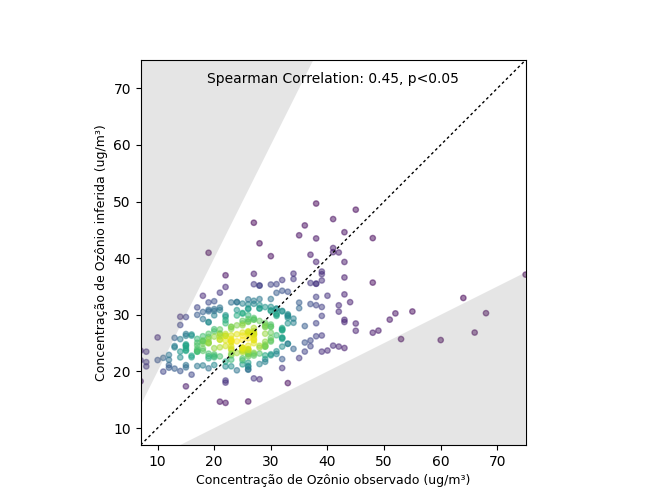 Spearman Correlation: 0.45, p<0.05
70
60
50
40
30
20
10
Concentração de Ozônio inferida (ug/m³)
10 20 30 40 50 60 70
Concentração de Ozônio observado (ug/m³)